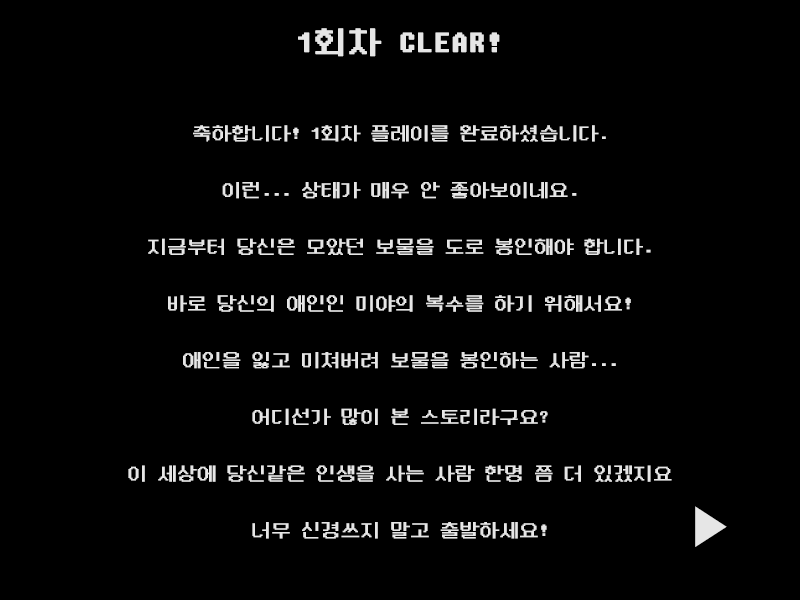 1회차 CLEAR!
축하합니다! 1회차 플레이를 완료하셨습니다.
이런... 상태가 매우 안 좋아보이네요.
지금부터 당신은 모았던 보물을 도로 봉인해야 합니다.
바로 당신의 애인인 미야의 복수를 하기 위해서요!
애인을 잃고 미쳐버려 보물을 봉인하는 사람...
어디선가 많이 본 스토리라구요?
이 세상에 당신같은 인생을 사는 사람 한명 쯤 더 있겠지요
너무 신경쓰지 말고 출발하세요!